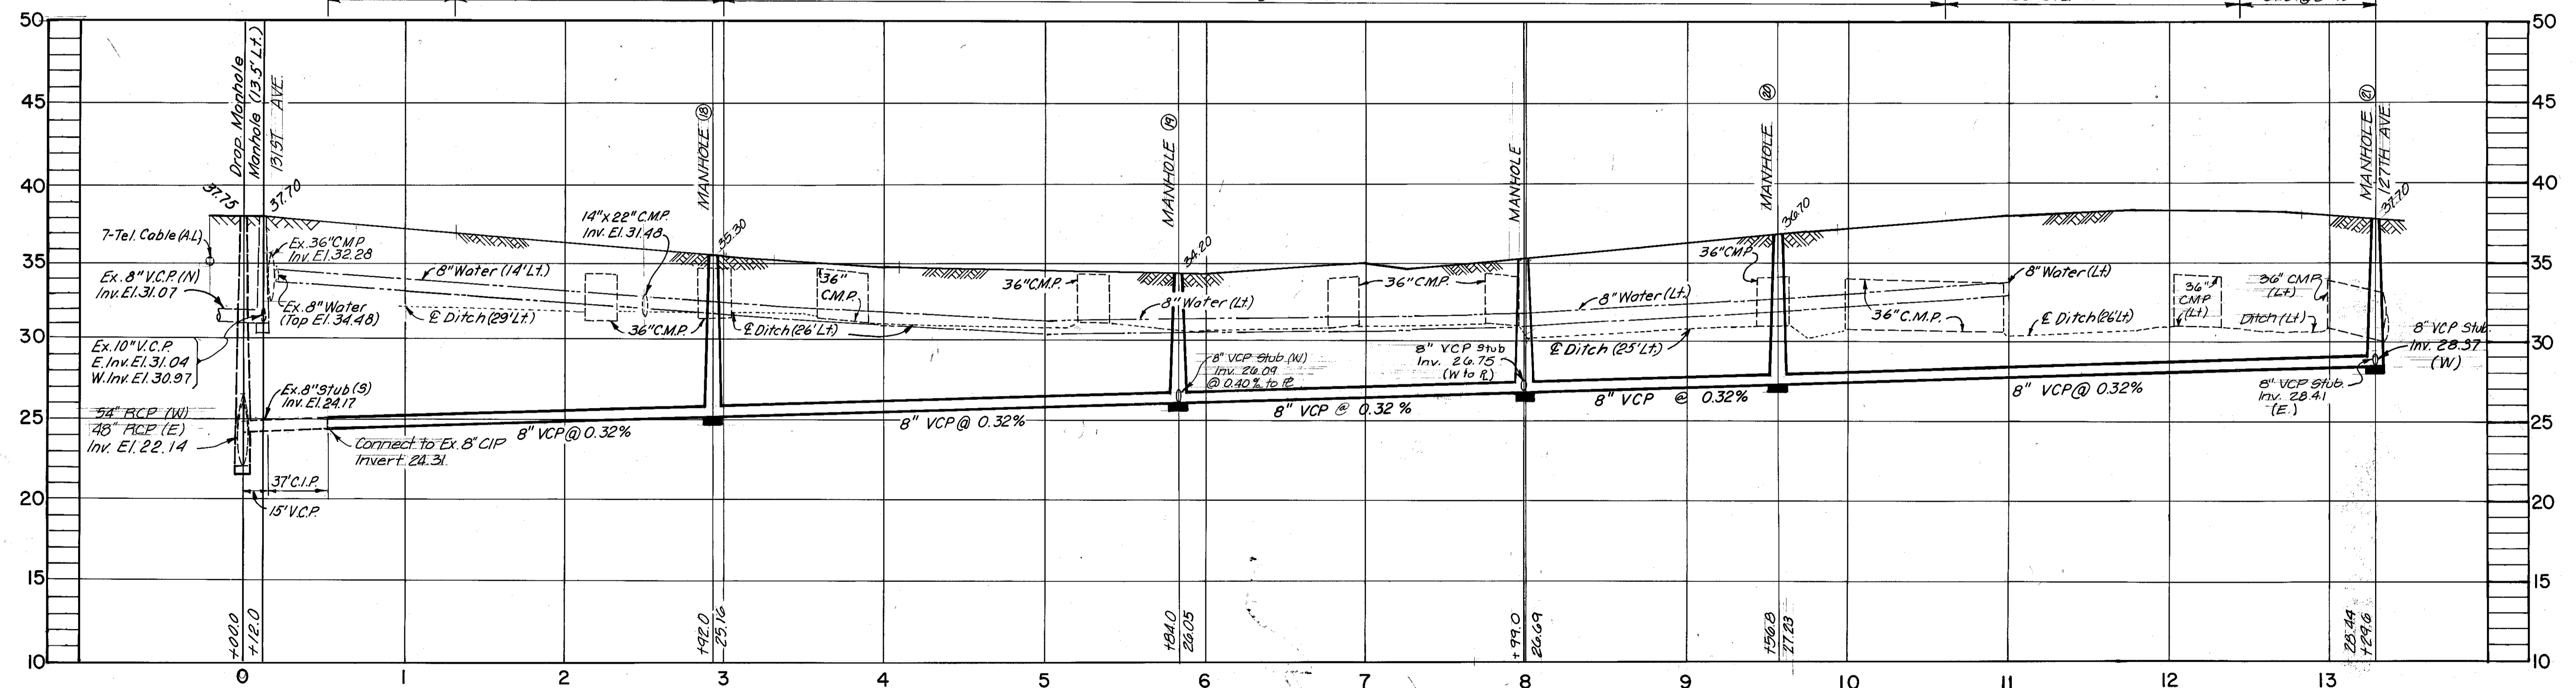 50
45
40
35
30
25
20
15
10
Drop Manhole
Manhole (13.5' Lt.)
131ST AVE.
37.75
37.70
7-Tel. Cable (A.L.)
Ex. 8" V.C.P. (N)
Inv. El. 31.07
Ex. 10" V.C.P.
E. Inv. El. 31.04
W. Inv. El. 30.97
54" RCP (W)
48" RCP (E)
Inv. El. 22.14
Ex. 36" CMP
Inv. El. 32.28
Ex. 8" Water
(Top El. 34.48)
Ex. 8" Stub (S)
Inv. El. 24.17
37' C.I.P.
15' V.C.P.
Connect to Ex. 8" CIP
Invert 24.31
8" Water (14' Lt.)
℄ Ditch (29' Lt.)
8" VCP @ 0.32%
14" X 22" C.M.P.
Inv. El. 31.48
36" C.M.P.
MANHOLE 18
35.30
℄ Ditch (26' Lt)
36"
C.M.P.
8" VCP @ 0.32%
36" C.M.P.
MANHOLE 19
34.20
8" Water (Lt)
8" VCP Stub (W)
Inv. 26.09
@ 0.40% to ℞
8" VCP @ 0.32 %
36" C.M.P.
MANHOLE
8" VCP Stub
Inv. 26.75
(W to ℞)
8" Water (Lt.)
℄ Ditch (25' Lt.)
8" VCP @ 0.32%
36" CMP
MANHOLE 20
36.70
8" Water (Lt)
36" C.M.P.
℄ Ditch (26' Lt)
8" VCP @ 0.32%
36"
CMP
(Lt)
36" CMP
(Lt)
Ditch (Lt)
MANHOLE 21
127TH AVE
37.70
8" VCP Stub
Inv. 28.37
(W)
8" VCP Stub
Inv. 28.41
(E.)
+00.0
+12.0
+92.0
25.16
+84.0
26.05
+99.0
26.69
+56.8
27.23
28.44
+29.6
0 1 2 3 4 5 6 7 8 9 10 11 12 13
50
45
40
35
30
25
20
15
10